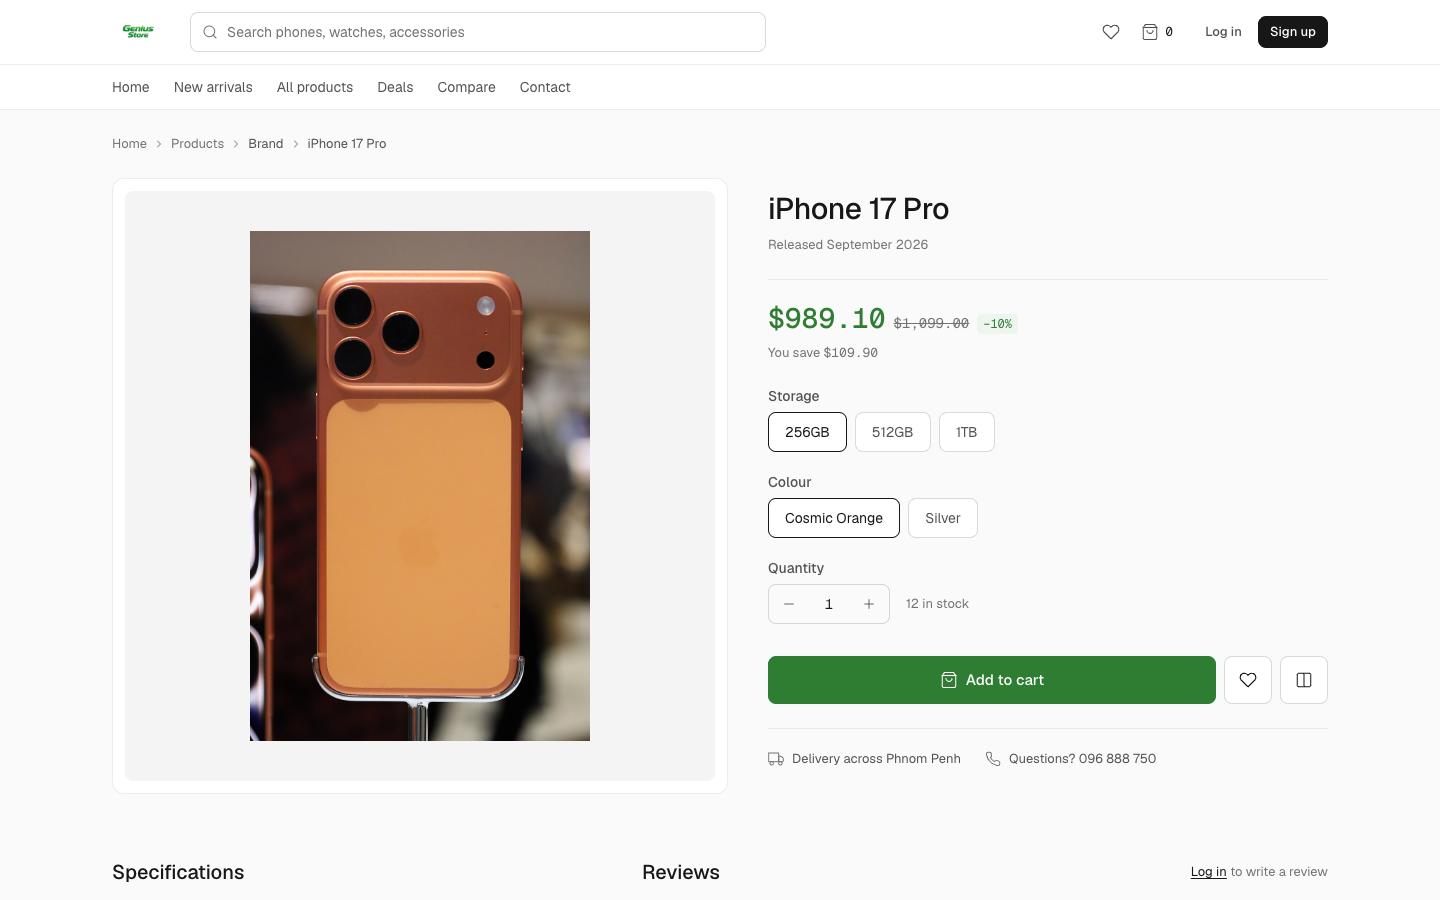 Genius
Store
Search phones, watches, accessories
0
Log in
Sign up
Home
New arrivals
All products
Deals
Compare
Contact
Home > Products > Brand > iPhone 17 Pro
iPhone 17 Pro
Released September 2026
$989.10 $1,099.00 -10%
You save $109.90
Storage
256GB
512GB
1TB
Colour
Cosmic Orange
Silver
Quantity
1
12 in stock
Add to cart
Delivery across Phnom Penh
Questions? 096 888 750
Specifications
Reviews
Log in to write a review